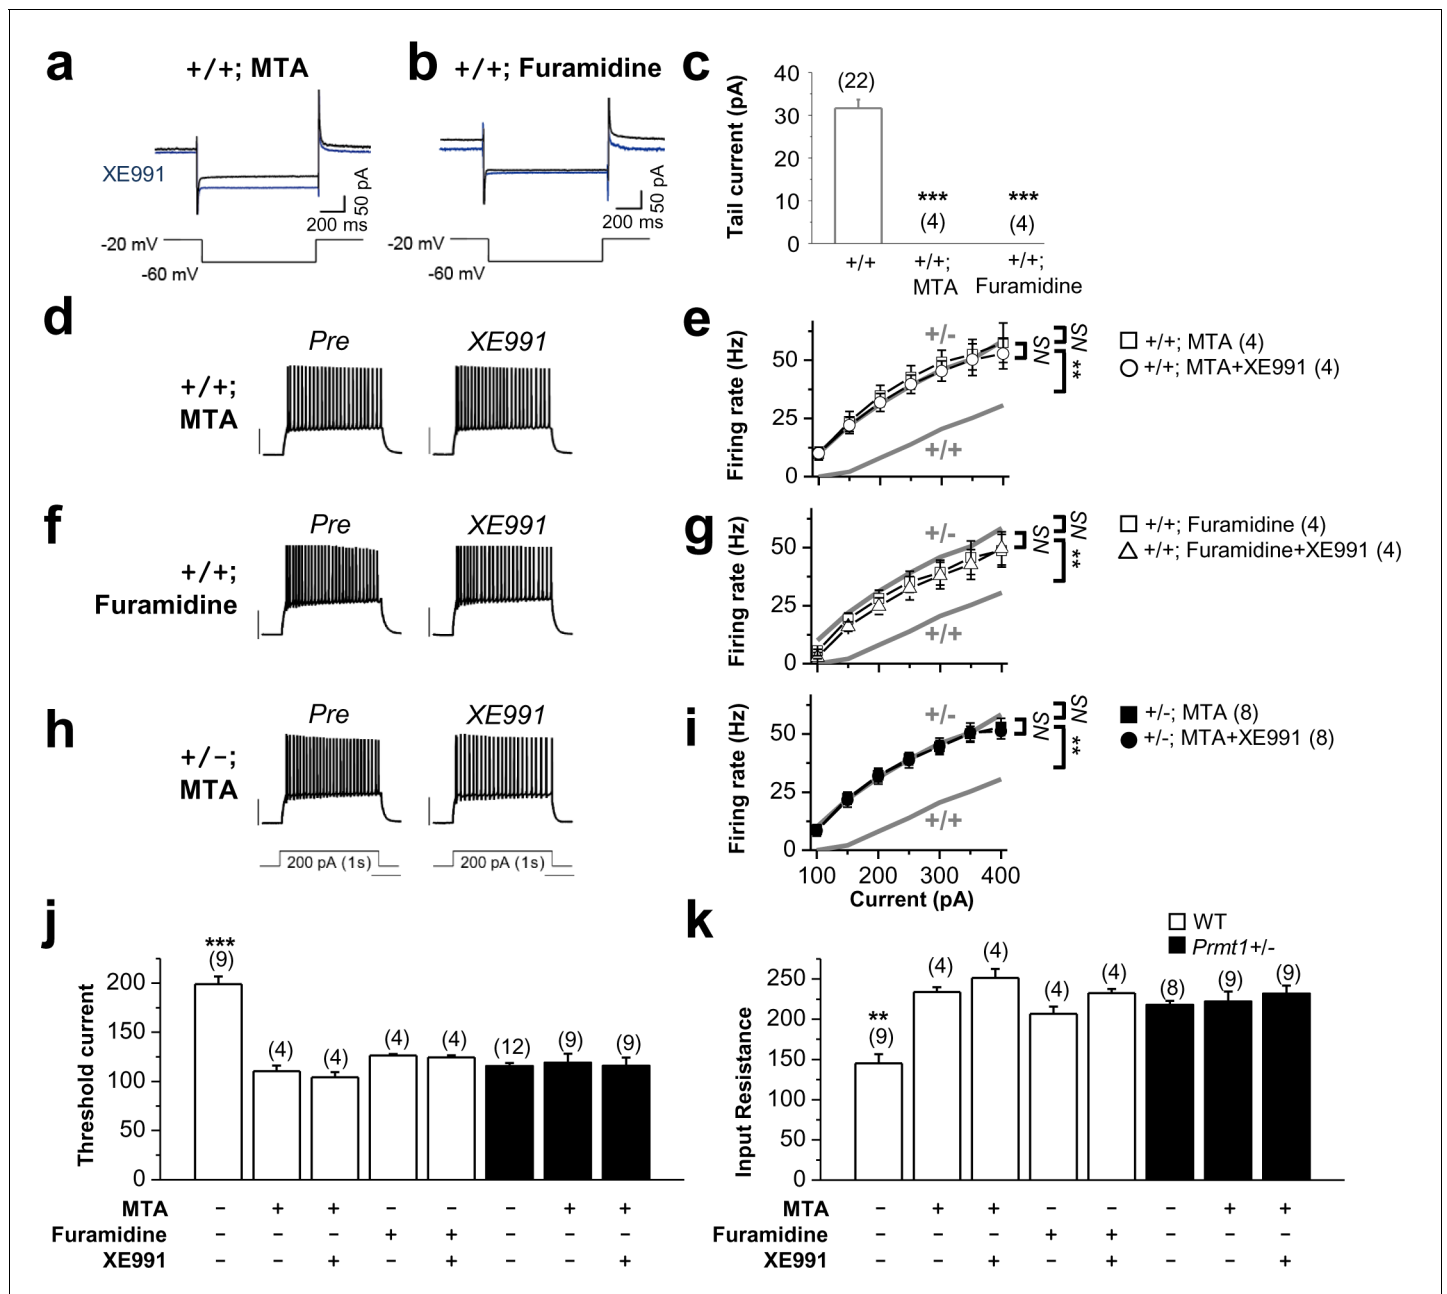 a
+/+; MTA
XE991
50 pA
200 ms
-20 mV
-60 mV
b
+/+; Furamidine
50 pA
200 ms
-20 mV
-60 mV
c
Tail current (pA)
40
30
20
10
0
(22)
***
(4)
***
(4)
+/+
+/+;
MTA
+/+;
Furamidine
d
Pre
XE991
+/+;
MTA
e
Firing rate (Hz)
50
25
0
+/-
+/+
NS
NS
**
+/+; MTA (4)
+/+; MTA+XE991 (4)
f
Pre
XE991
+/+;
Furamidine
g
Firing rate (Hz)
50
25
0
+/-
+/+
NS
NS
**
+/+; Furamidine (4)
+/+; Furamidine+XE991 (4)
h
Pre
XE991
+/−;
MTA
200 pA (1s)
200 pA (1s)
i
Firing rate (Hz)
50
25
0
+/-
+/+
NS
NS
**
+/-; MTA (8)
+/-; MTA+XE991 (8)
100 200 300 400
Current (pA)
j
Threshold current
200
150
100
50
0
***
(9)
(4)
(4)
(4)
(4)
(12)
(9)
(9)
MTA − + + − − − + +
Furamidine − − − + + − − −
XE991 − − + − + − − +
k
WT
Prmt1+/-
Input Resistance
250
200
150
100
50
0
**
(9)
(4)
(4)
(4)
(4)
(8)
(9)
(9)
MTA − + + − − − + +
Furamidine − − − + + − − −
XE991 − − + − + − − +